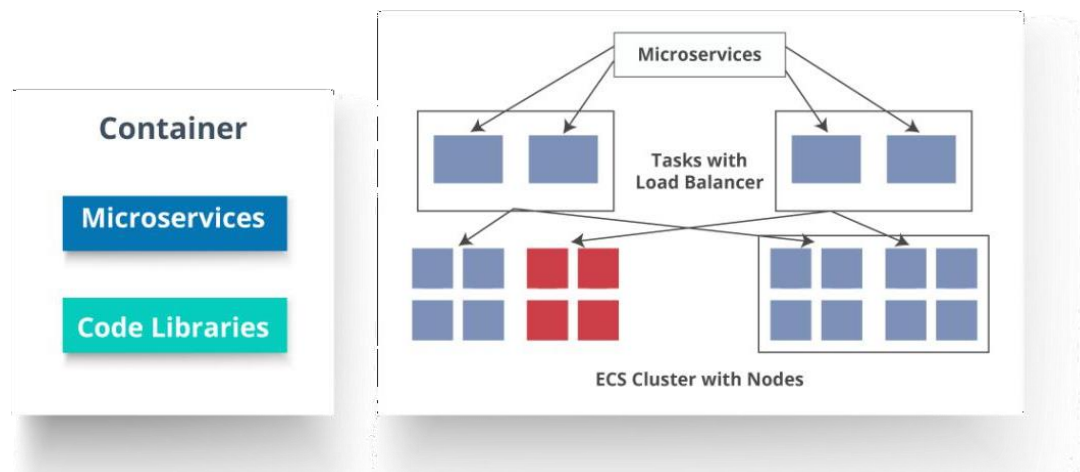 Container
Microservices
Code Libraries
Microservices
Tasks with
Load Balancer
ECS Cluster with Nodes